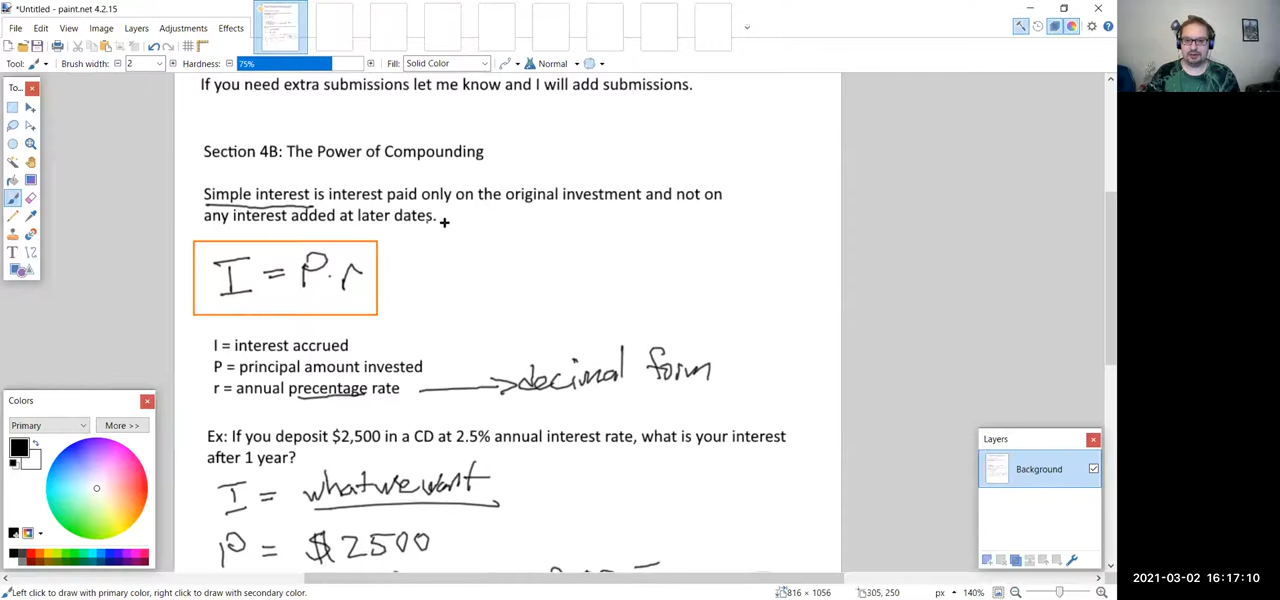 *Untitled - paint.net 4.2.15
File Edit View Image Layers Adjustments Effects
Tool: Brush width: 2 Hardness: 75% Fill: Solid Color Normal
To...
If you need extra submissions let me know and I will add submissions.
Section 4B: The Power of Compounding
Simple interest is interest paid only on the original investment and not on
any interest added at later dates.
I = P·r
I = interest accrued
P = principal amount invested
r = annual precentage rate → decimal form
Ex: If you deposit $2,500 in a CD at 2.5% annual interest rate, what is your interest
after 1 year?
I = what we want
P = $2500
Colors
Primary More >>
Layers
Background
Left click to draw with primary color, right click to draw with secondary color.
816 × 1056 305, 250 px 140%
2021-03-02 16:17:10